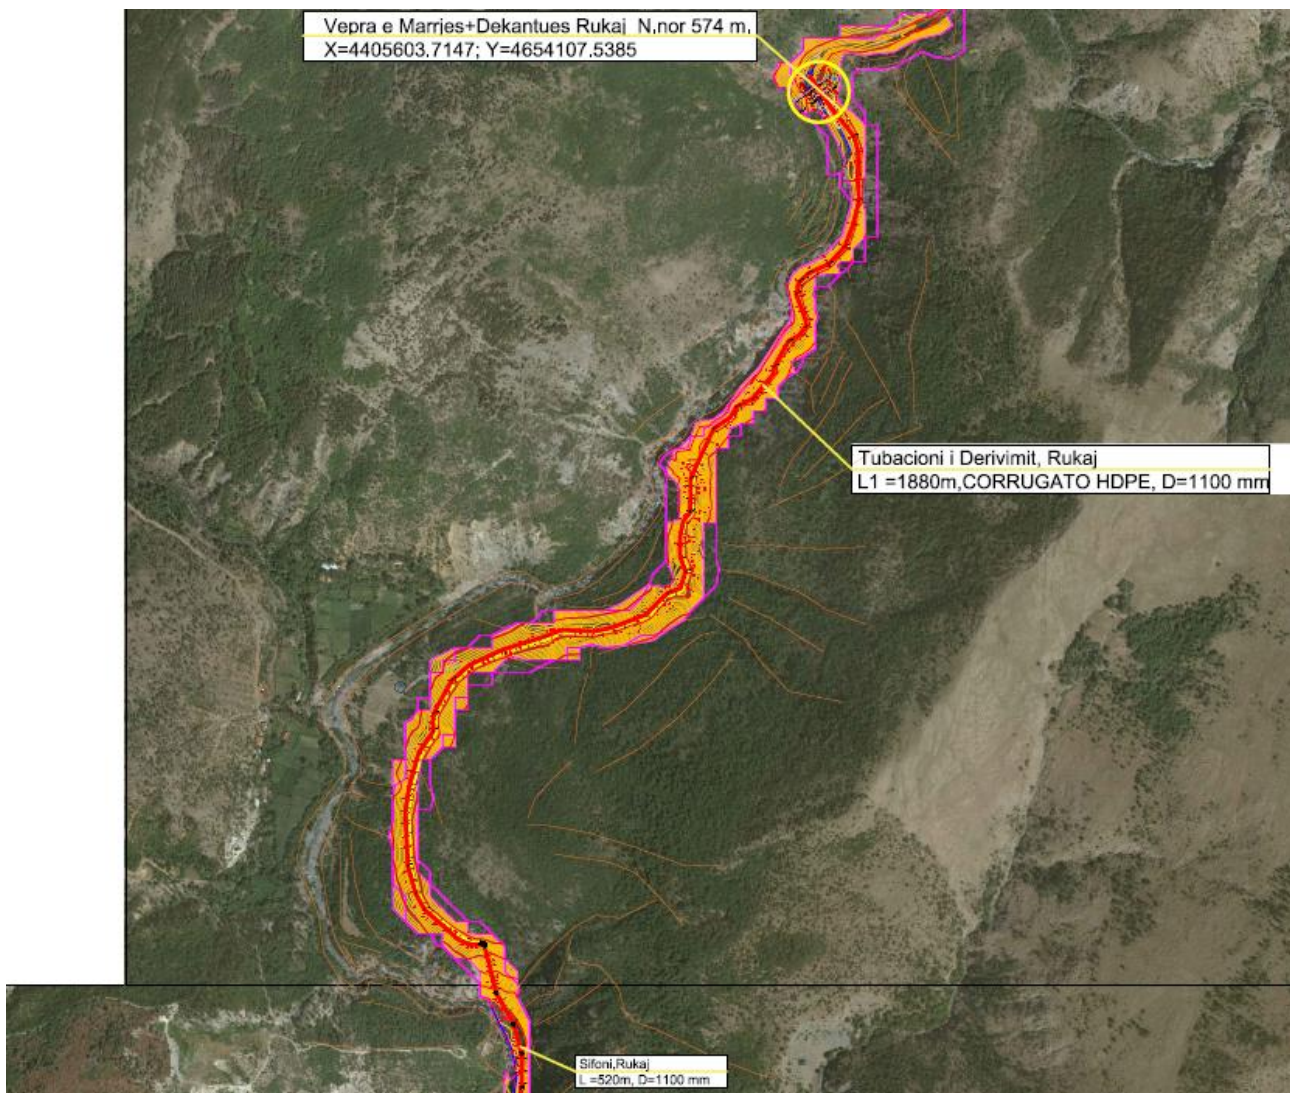 Vepra e Marrjes+Dekantues Rukaj N,nor 574 m,
X=4405603.7147; Y=4654107.5385
Tubacioni i Derivimit, Rukaj
L1 =1880m,CORRUGATO HDPE, D=1100 mm
Sifoni,Rukaj
L =520m, D=1100 mm